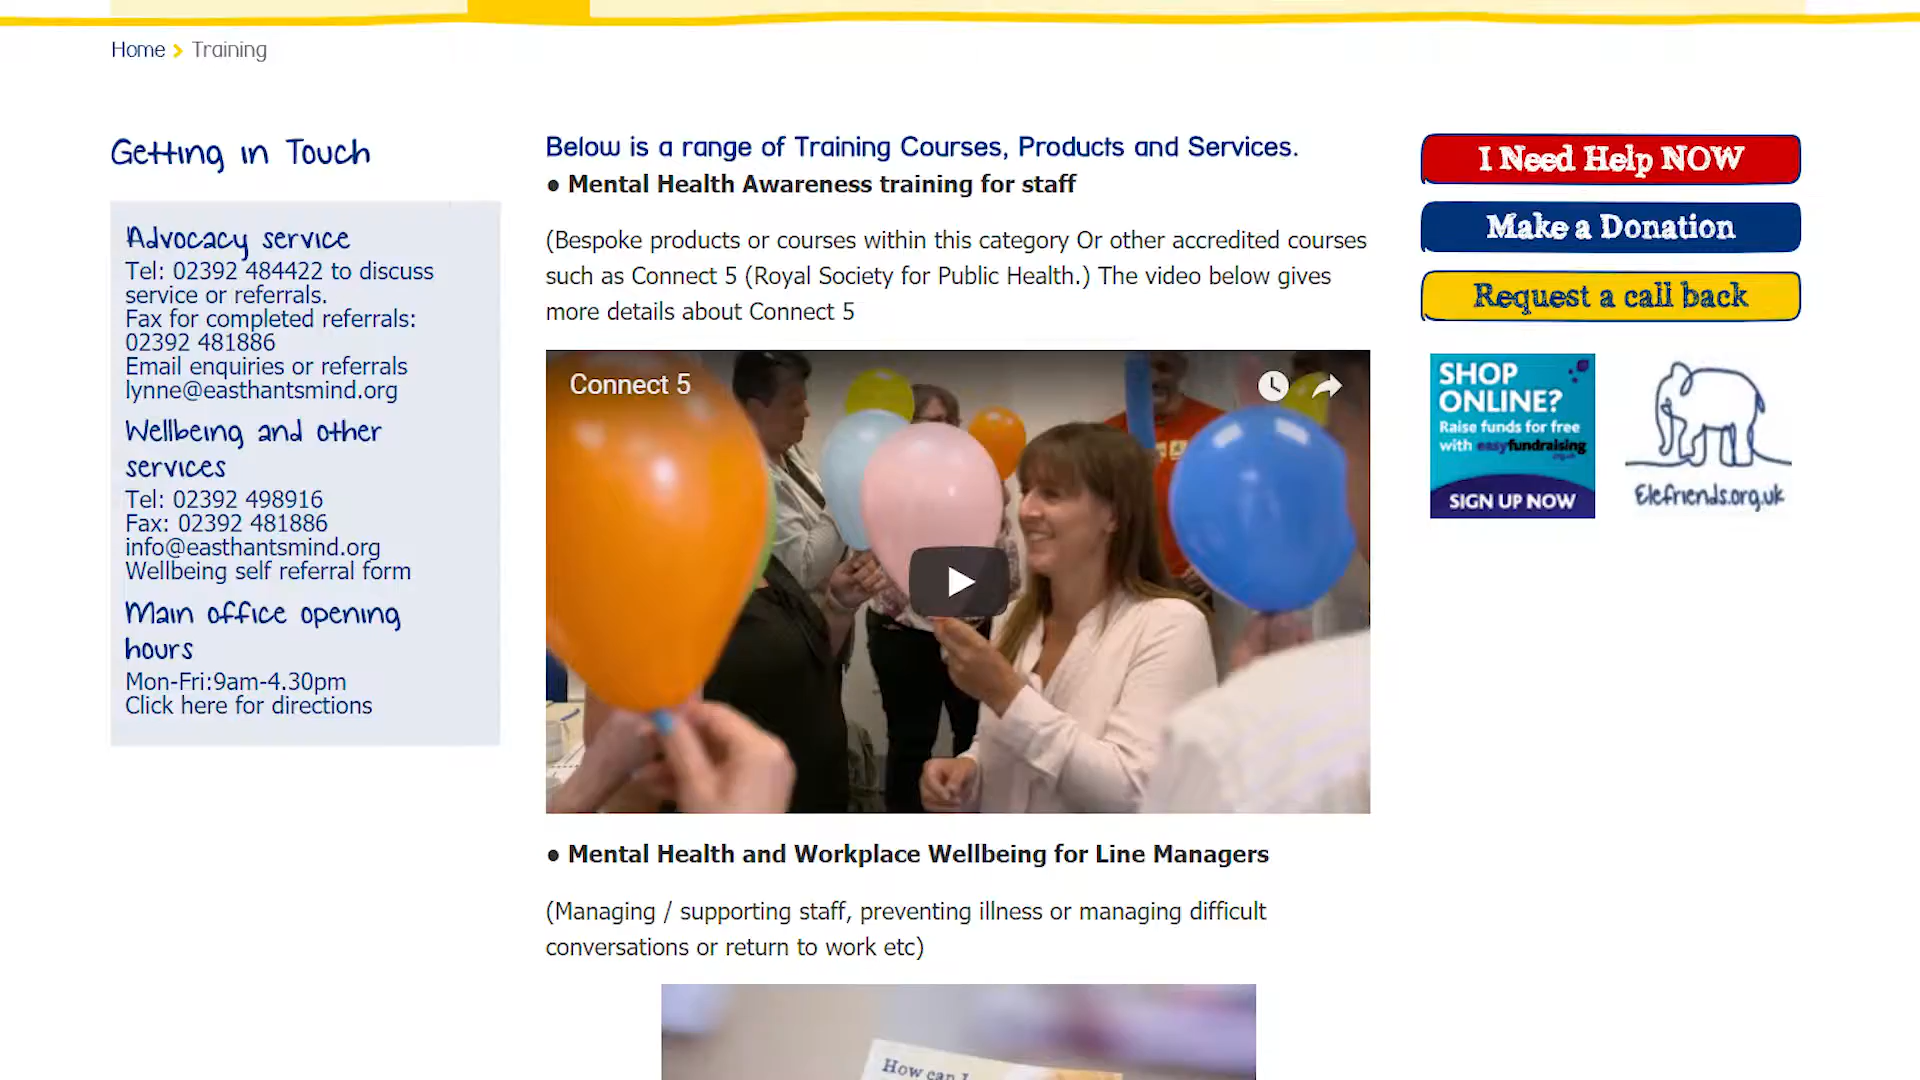 Home > Training
Getting in Touch
Advocacy service
Tel: 02392 484422 to discuss
service or referrals.
Fax for completed referrals:
02392 481886
Email enquiries or referrals
lynne@easthantsmind.org
Wellbeing and other
services
Tel: 02392 498916
Fax: 02392 481886
info@easthantsmind.org
Wellbeing self referral form
Main office opening
hours
Mon-Fri:9am-4.30pm
Click here for directions
Below is a range of Training Courses, Products and Services.
● Mental Health Awareness training for staff
(Bespoke products or courses within this category Or other accredited courses
such as Connect 5 (Royal Society for Public Health.) The video below gives
more details about Connect 5
Connect 5
● Mental Health and Workplace Wellbeing for Line Managers
(Managing / supporting staff, preventing illness or managing difficult
conversations or return to work etc)
How can I
I Need Help NOW
Make a Donation
Request a call back
SHOP
ONLINE?
Raise funds for free
with easyfundraising
.org.uk
SIGN UP NOW
Elefriends.org.uk